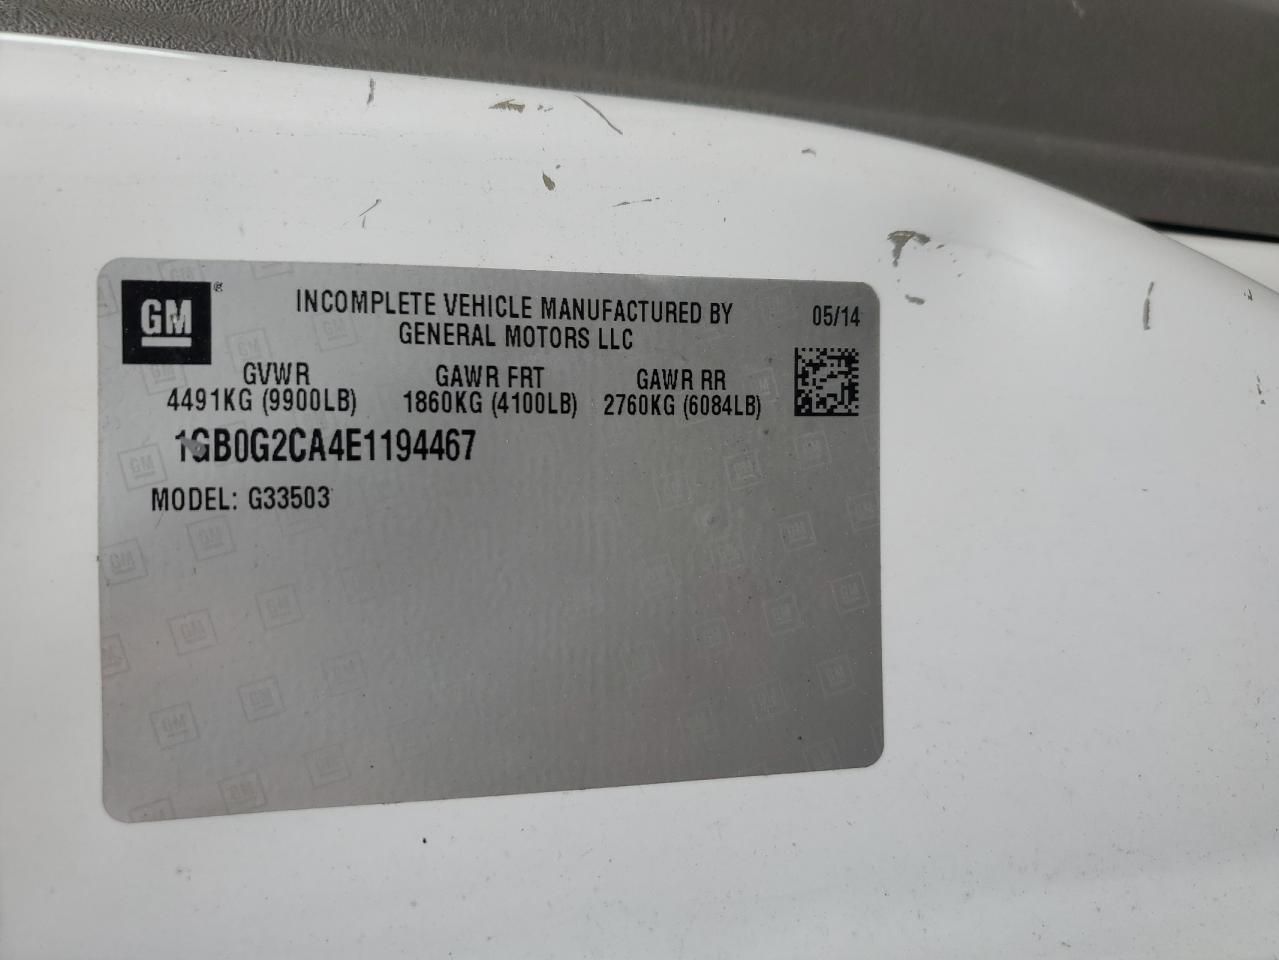 GM®
INCOMPLETE VEHICLE MANUFACTURED BY
GENERAL MOTORS LLC
05/14
GVWR
4491KG (9900LB)
GAWR FRT
1860KG (4100LB)
GAWR RR
2760KG (6084LB)
1GB0G2CA4E1194467
MODEL: G33503